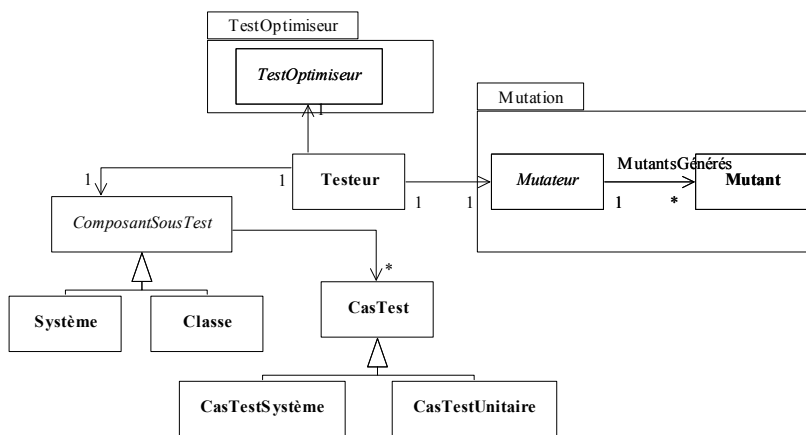 TestOptimiseur
TestOptimiseur
1
Mutation
MutantsGénérés
Testeur
Mutateur
Mutant
1
1
1
1
1
*
ComposantSousTest
*
Système
Classe
CasTest
CasTestSystème
CasTestUnitaire